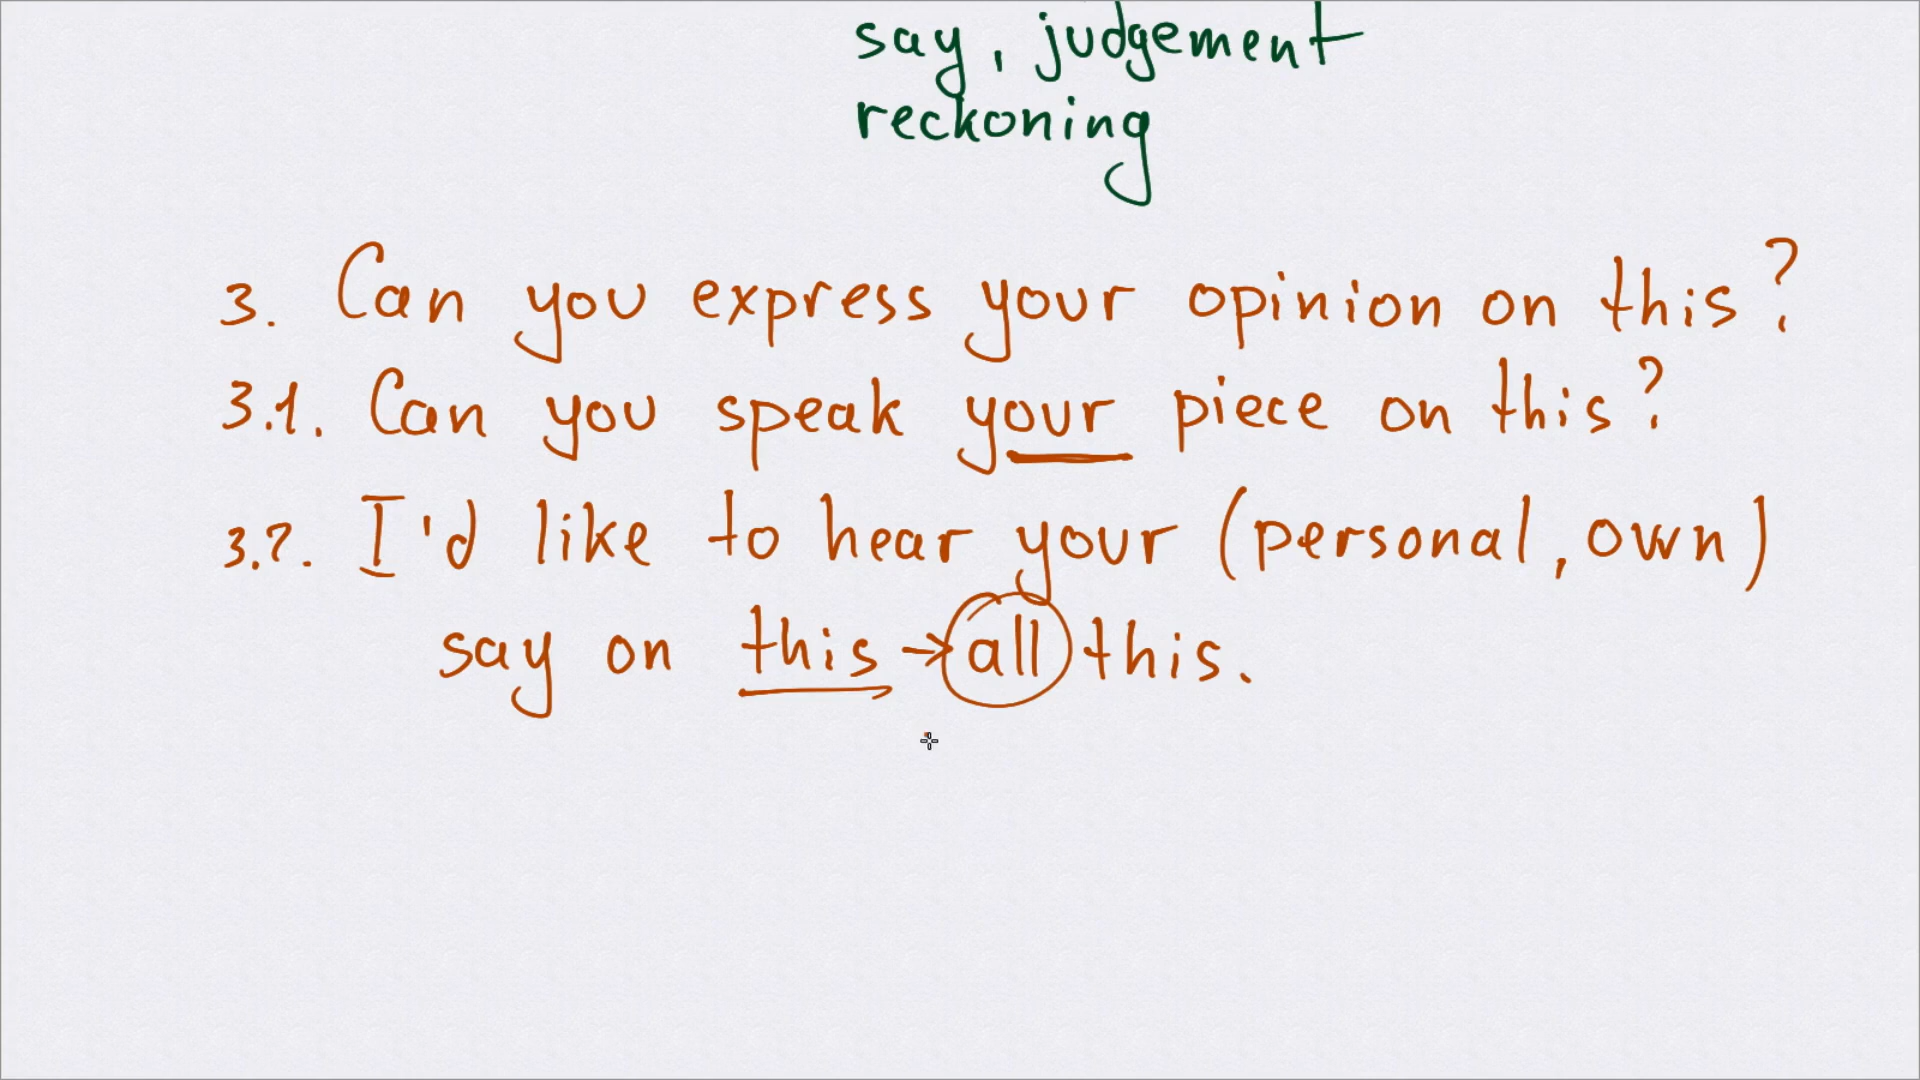 say, judgement
reckoning
3. Can you express your opinion on this?
3.1. Can you speak your piece on this?
3.2. I'd like to hear your (personal, own)
say on this → all this.